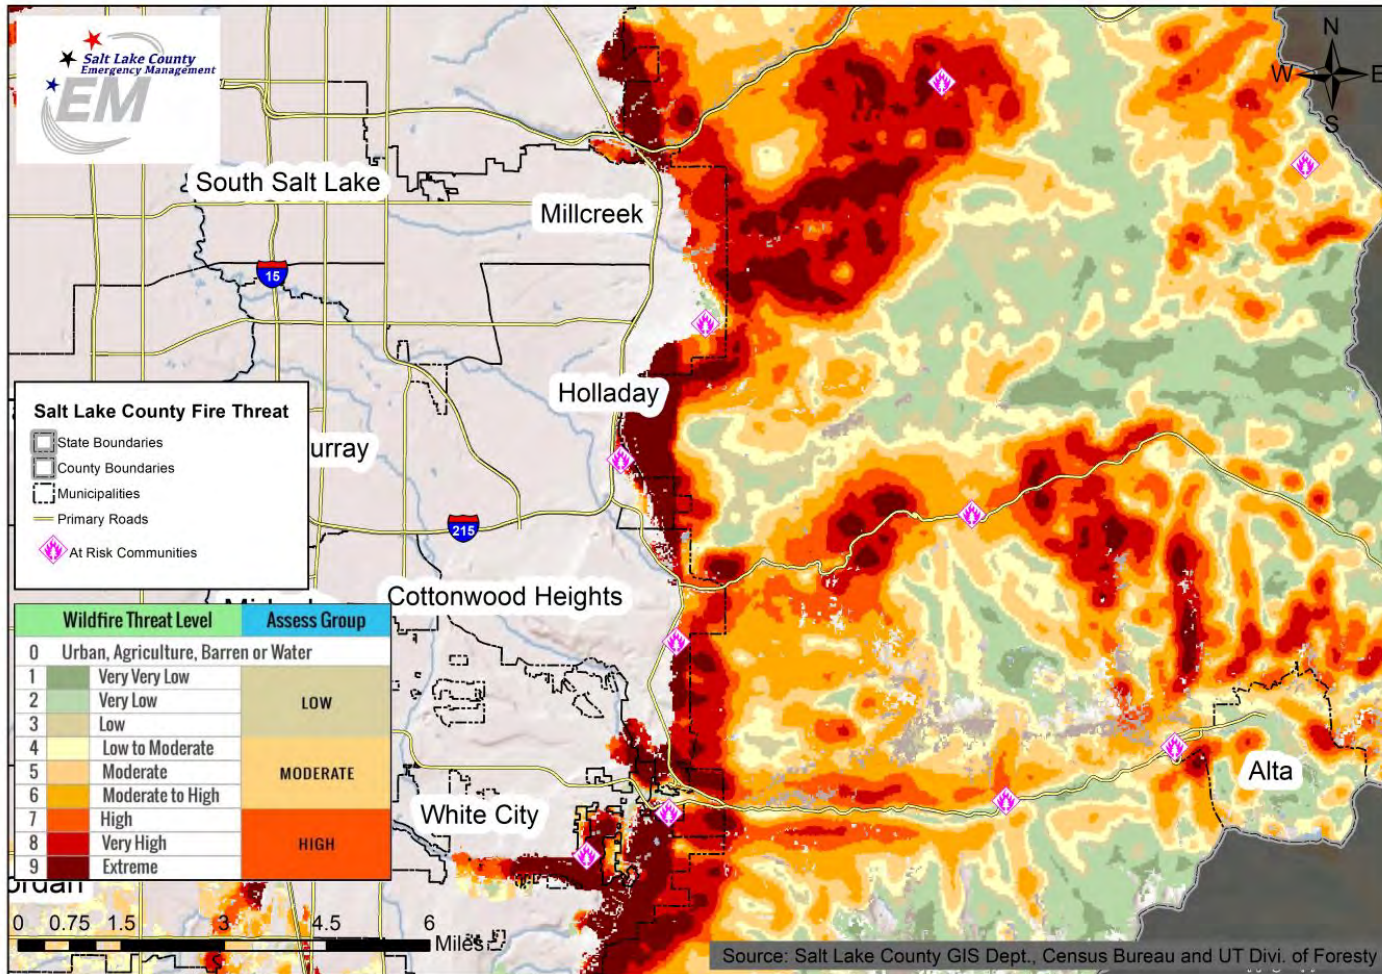 Salt Lake County
Emergency Management
EM
N
W E
S
South Salt Lake
Millcreek
15
Holladay
Salt Lake County Fire Threat
State Boundaries
County Boundaries
Municipalities
Primary Roads
At Risk Communities
urray
215
Cottonwood Heights
Wildfire Threat Level Assess Group
0 Urban, Agriculture, Barren or Water
1 Very Very Low
2 Very Low LOW
3 Low
4 Low to Moderate
5 Moderate MODERATE
6 Moderate to High
7 High
8 Very High HIGH
9 Extreme
White City
Alta
ordan
0 0.75 1.5 3 4.5 6
Miles
Source: Salt Lake County GIS Dept., Census Bureau and UT Divi. of Foresty